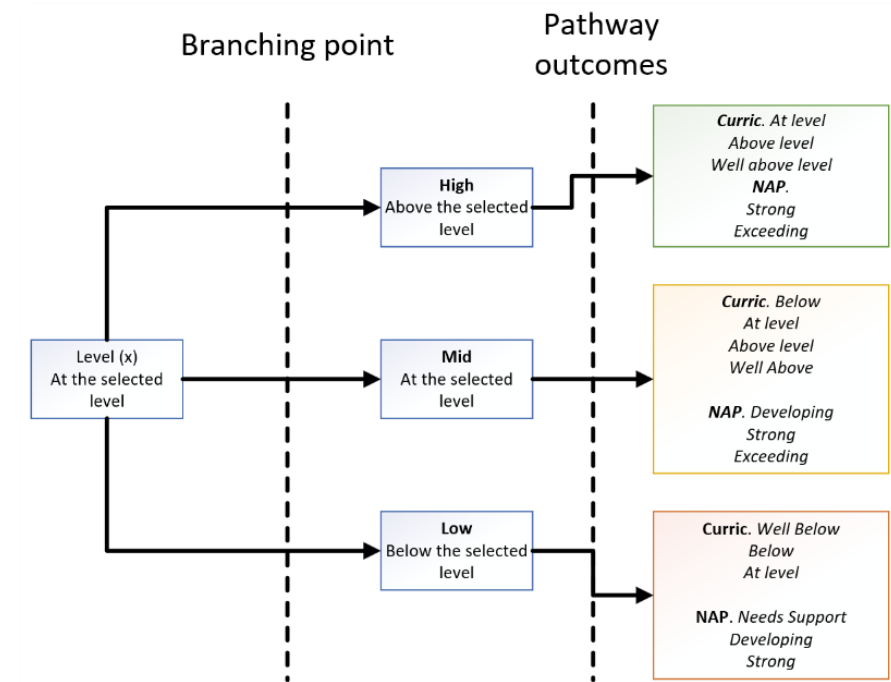 Branching point
Pathway
outcomes
Level (x)
At the selected
level
High
Above the selected
level
Mid
At the selected
level
Low
Below the selected
level
Curric. At level
Above level
Well above level
NAP.
Strong
Exceeding
Curric. Below
At level
Above level
Well Above
NAP. Developing
Strong
Exceeding
Curric. Well Below
Below
At level
NAP. Needs Support
Developing
Strong